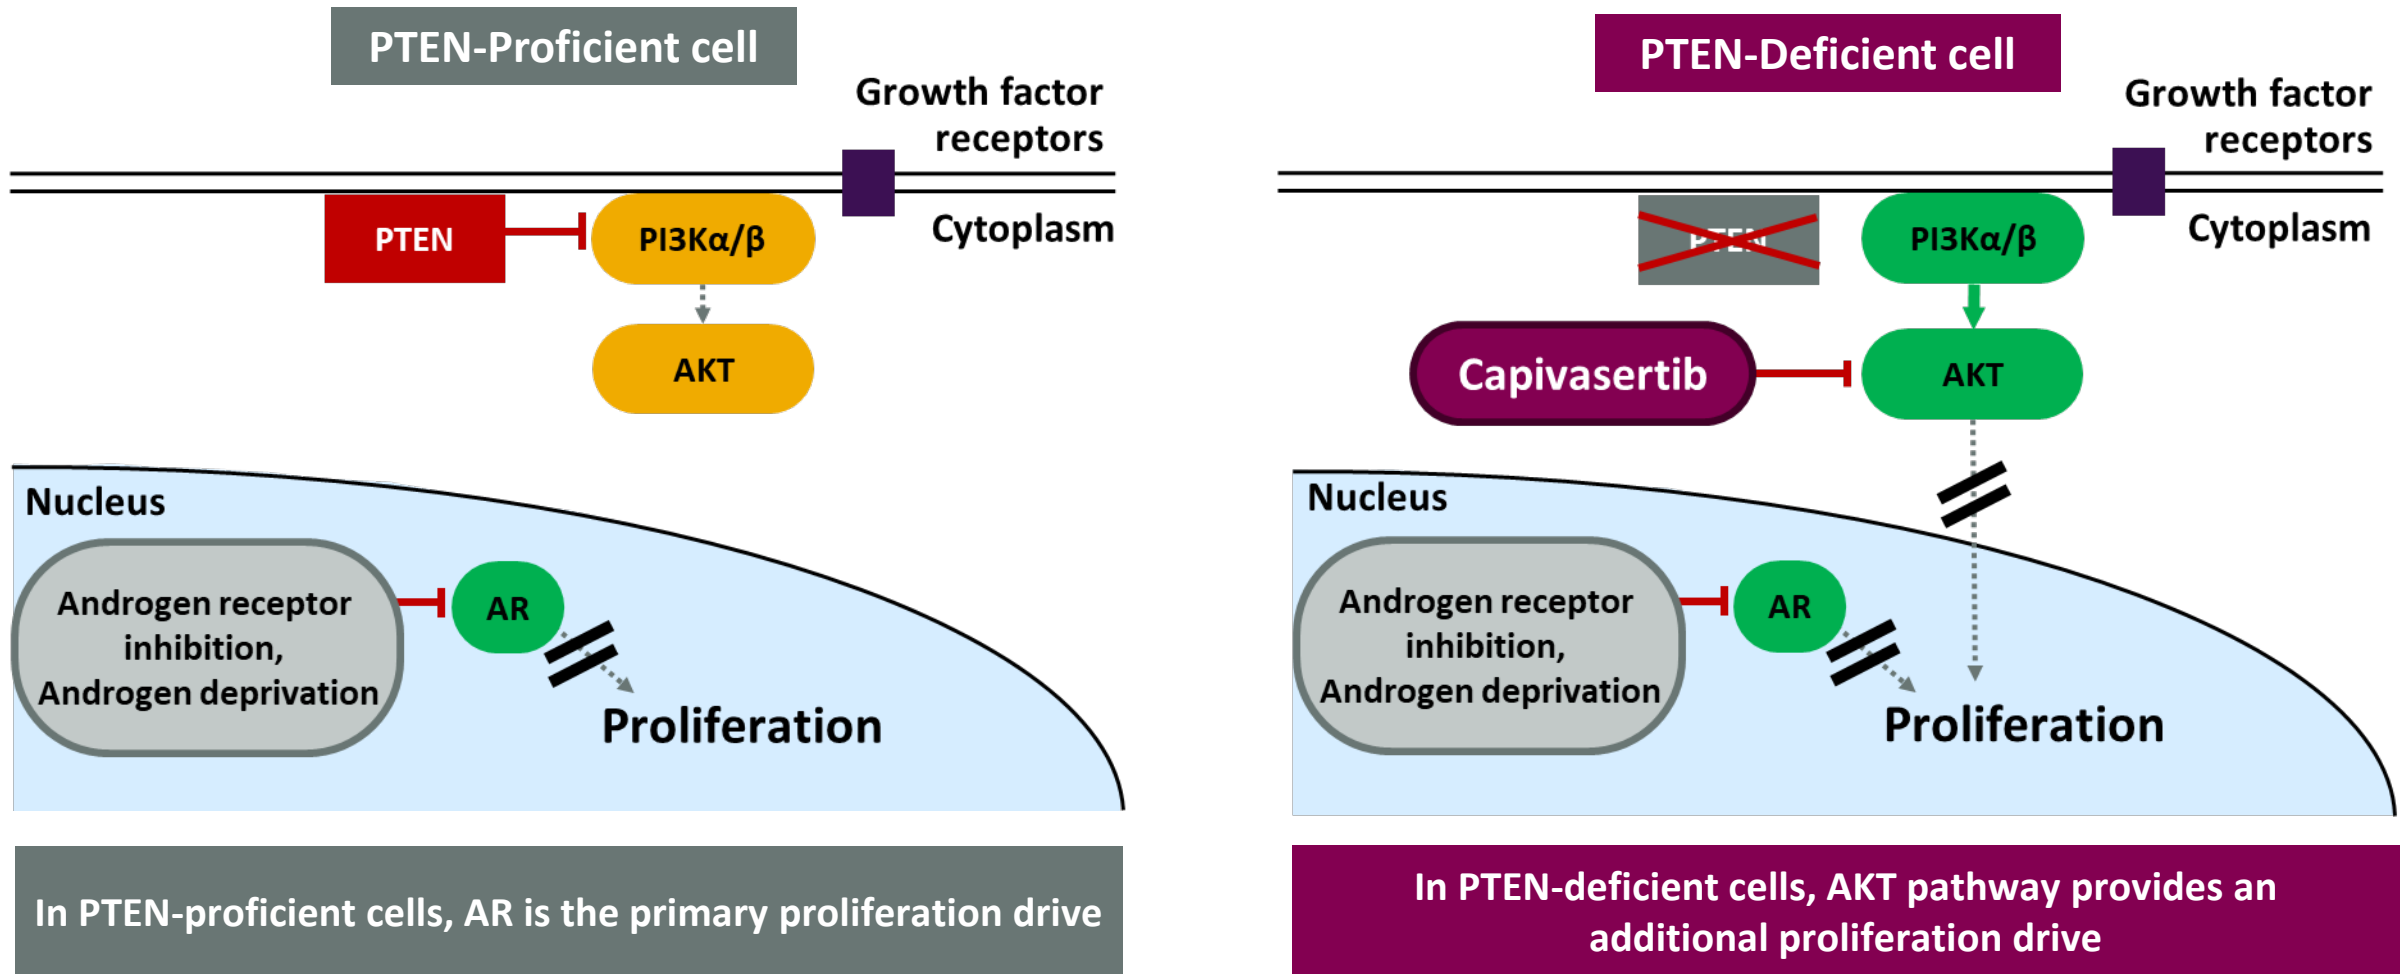 PTEN-Proficient cell
Growth factor
receptors
PTEN
PI3Kα/β
Cytoplasm
AKT
Nucleus
Androgen receptor
inhibition,
Androgen deprivation
AR
Proliferation
In PTEN-proficient cells, AR is the primary proliferation drive
PTEN-Deficient cell
Growth factor
receptors
PTEN
PI3Kα/β
Cytoplasm
Capivasertib
AKT
Nucleus
Androgen receptor
inhibition,
Androgen deprivation
AR
Proliferation
In PTEN-deficient cells, AKT pathway provides an
additional proliferation drive